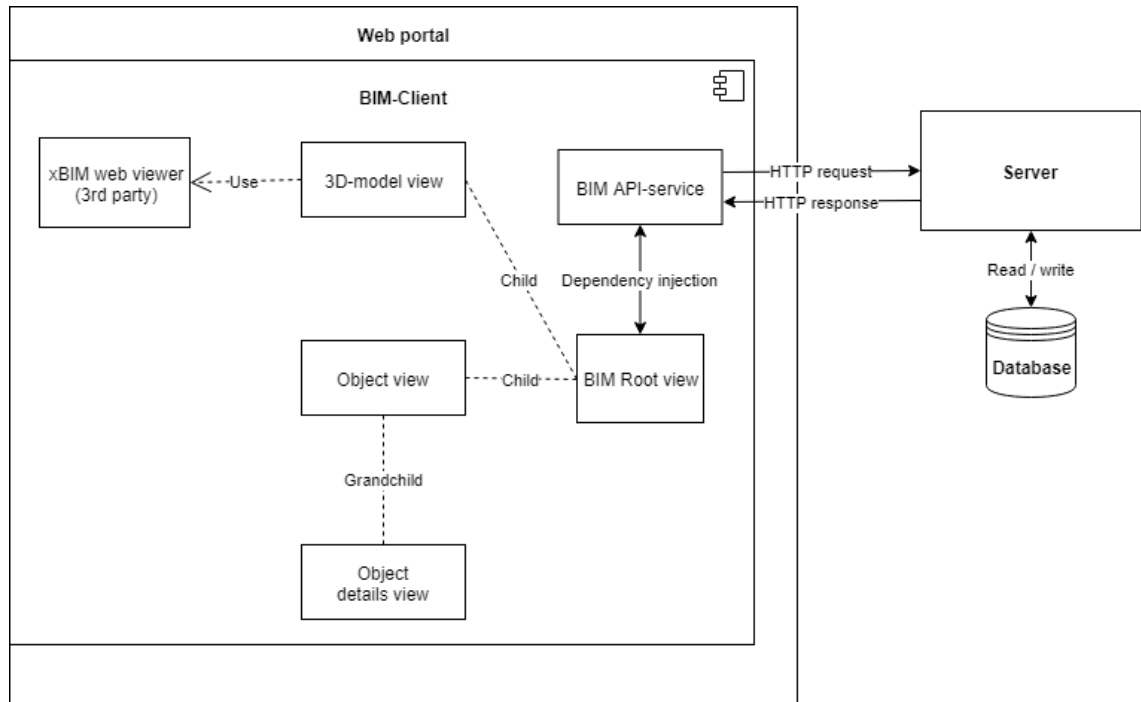 Web portal
BIM-Client
xBIM web viewer
(3rd party)
Use
3D-model view
BIM API-service
HTTP request
HTTP response
Server
Child
Dependency injection
Read / write
Object view
Child
BIM Root view
Database
Grandchild
Object
details view